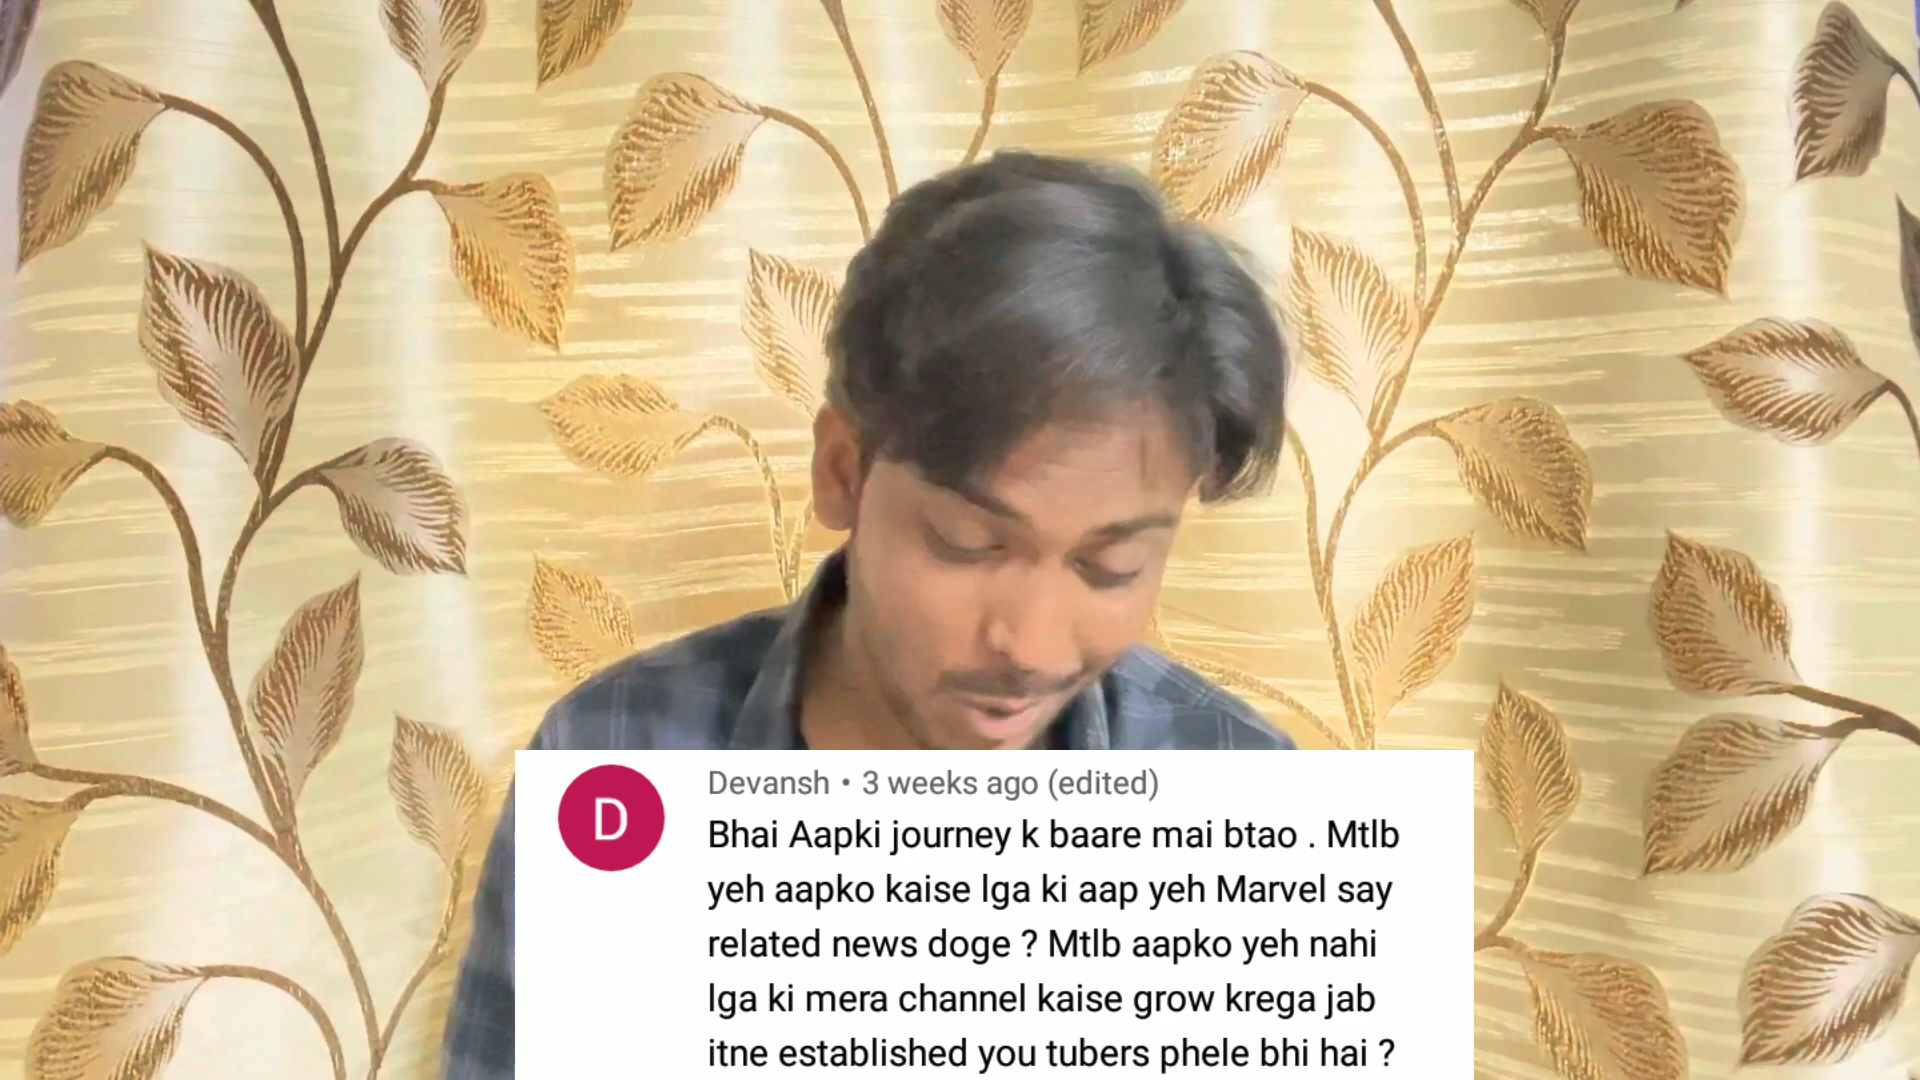 D
Devansh • 3 weeks ago (edited)
Bhai Aapki journey k baare mai btao . Mtlb
yeh aapko kaise lga ki aap yeh Marvel say
related news doge ? Mtlb aapko yeh nahi
lga ki mera channel kaise grow krega jab
itne established you tubers phele bhi hai ?